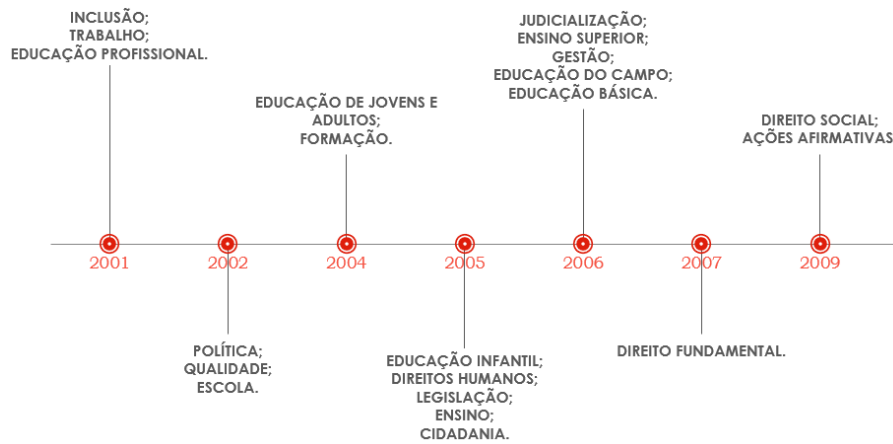 INCLUSÃO;
TRABALHO;
EDUCAÇÃO PROFISSIONAL.
EDUCAÇÃO DE JOVENS E
ADULTOS;
FORMAÇÃO.
JUDICIALIZAÇÃO;
ENSINO SUPERIOR;
GESTÃO;
EDUCAÇÃO DO CAMPO;
EDUCAÇÃO BÁSICA.
DIREITO SOCIAL;
AÇÕES AFIRMATIVAS
2001
2002
2004
2005
2006
2007
2009
POLÍTICA;
QUALIDADE;
ESCOLA.
EDUCAÇÃO INFANTIL;
DIREITOS HUMANOS;
LEGISLAÇÃO;
ENSINO;
CIDADANIA.
DIREITO FUNDAMENTAL.